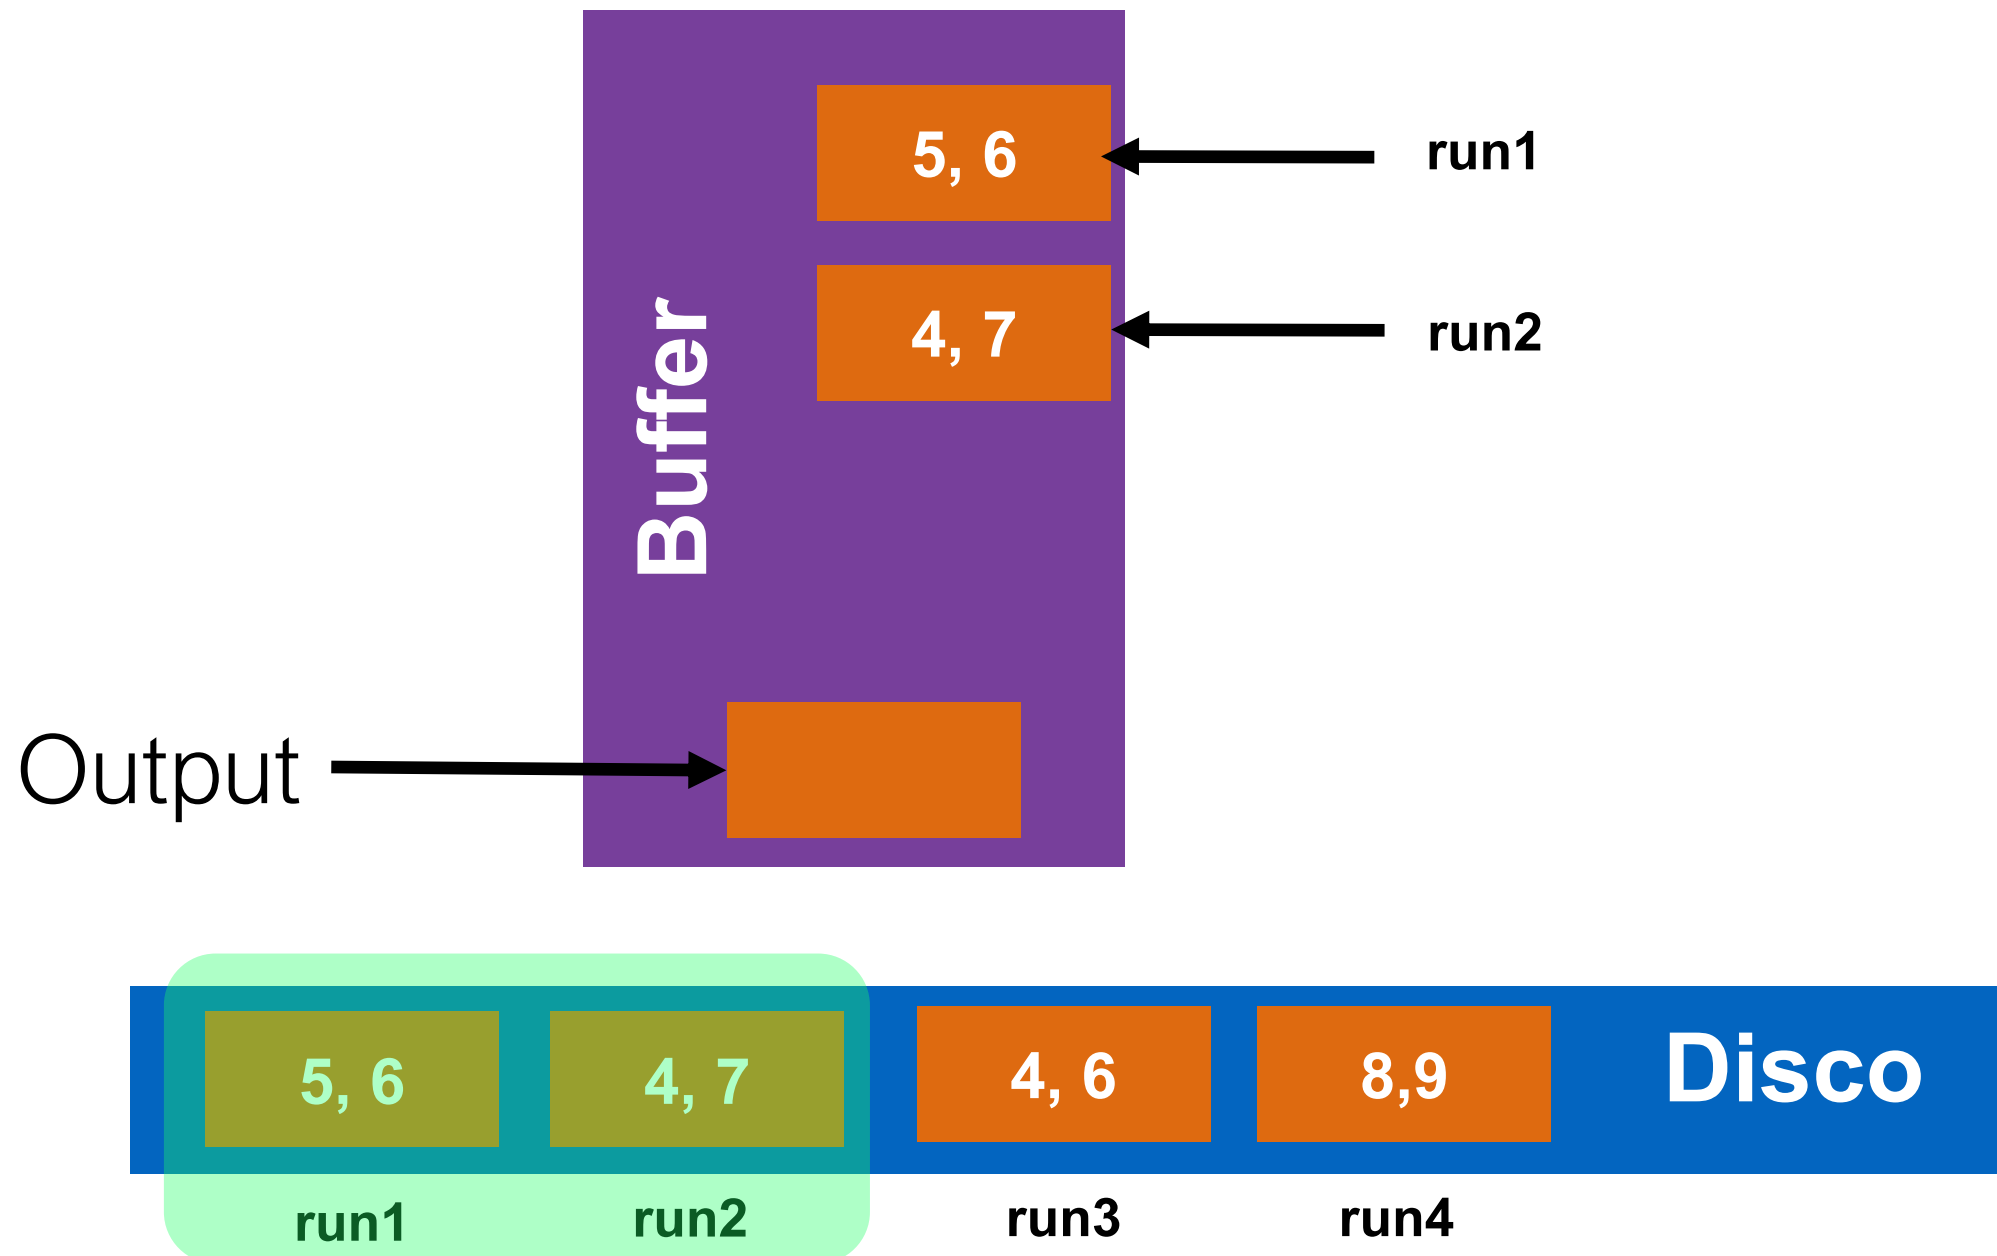 5, 6
run1
4, 7
run2
Buffer
Output
5, 6
4, 7
4, 6
8,9
Disco
run1
run2
run3
run4